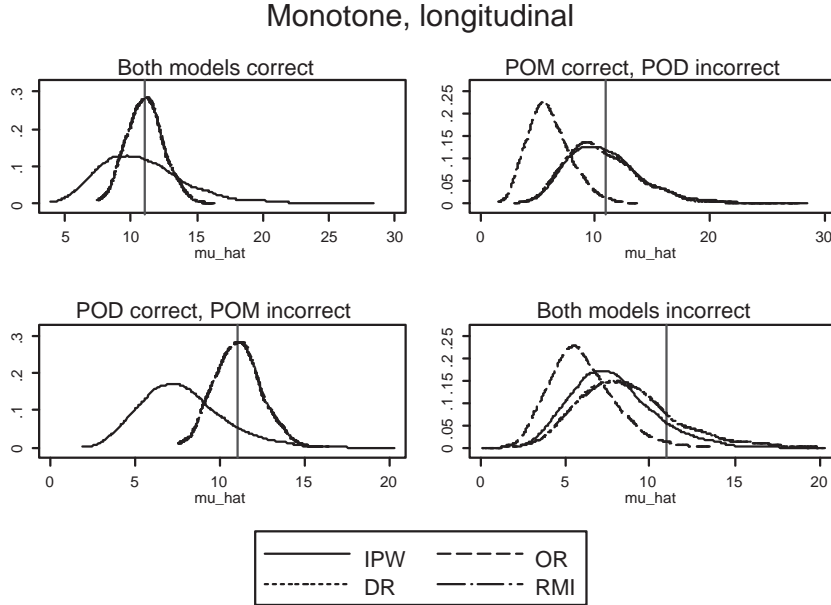 Monotone, longitudinal
Both models correct
0 .1 .2 .3
5 10 15 20 25 30
mu_hat
POM correct, POD incorrect
0 .05 .1 .15 .2 .25
0 10 20 30
mu_hat
POD correct, POM incorrect
0 .1 .2 .3
0 5 10 15 20
mu_hat
Both models incorrect
0 .05 .1 .15 .2 .25
0 5 10 15 20
mu_hat
IPW OR
DR RMI